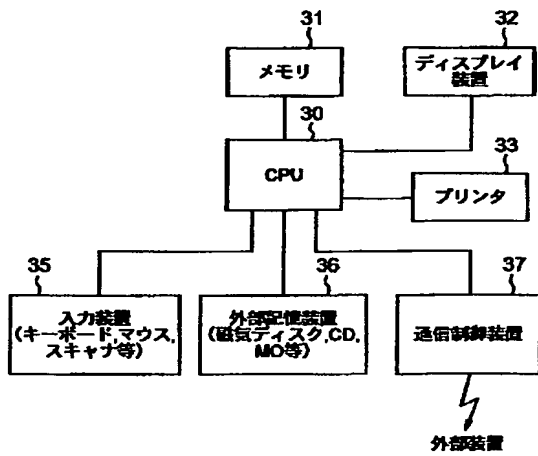 31
メモリ
32
ディスプレイ
装置
30
CPU
33
プリンタ
35
入力装置
(キーボード,マウス,
スキャナ等)
36
外部記憶装置
(磁気ディスク,CD,
MO等)
37
通信制御装置
外部装置